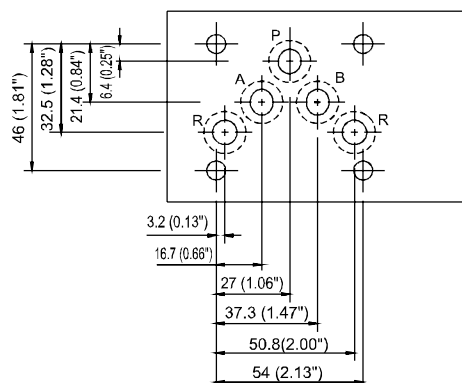 P
A
B
R
R
46 (1.81")
32.5 (1.28")
21.4 (0.84")
6.4 (0.25")
3.2 (0.13")
16.7 (0.66")
27 (1.06")
37.3 (1.47")
50.8(2.00")
54 (2.13")